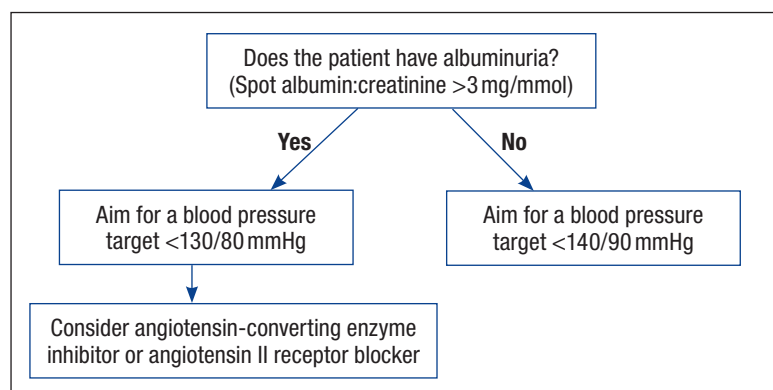 Does the patient have albuminuria?
(Spot albumin:creatinine >3 mg/mmol)
Yes
No
Aim for a blood pressure
target <130/80 mmHg
Aim for a blood pressure
target <140/90 mmHg
Consider angiotensin-converting enzyme
inhibitor or angiotensin II receptor blocker